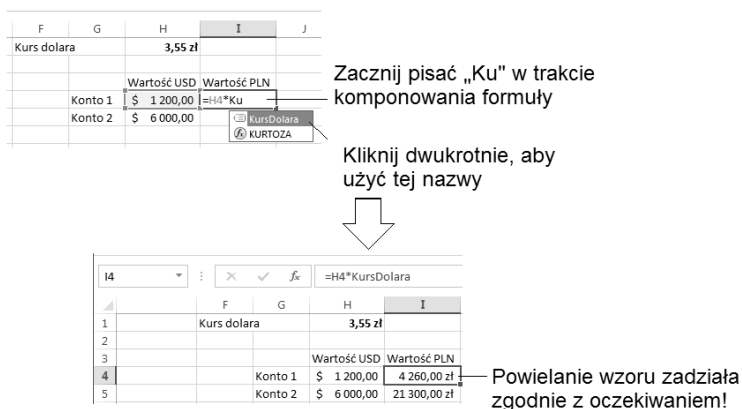 F G H I J
Kurs dolara 3,55 zł
Wartość USD Wartość PLN
Konto 1 $ 1 200,00 =H4*Ku
Konto 2 $ 6 000,00
KursDolara
fx KURTOZA
Zacznij pisać „Ku" w trakcie
komponowania formuły
Kliknij dwukrotnie, aby
użyć tej nazwy
I4 fx =H4*KursDolara
F G H I
1 Kurs dolara 3,55 zł
2
3 Wartość USD Wartość PLN
4 Konto 1 $ 1 200,00 4 260,00 zł
5 Konto 2 $ 6 000,00 21 300,00 zł
Powielanie wzoru zadziała
zgodnie z oczekiwaniem!